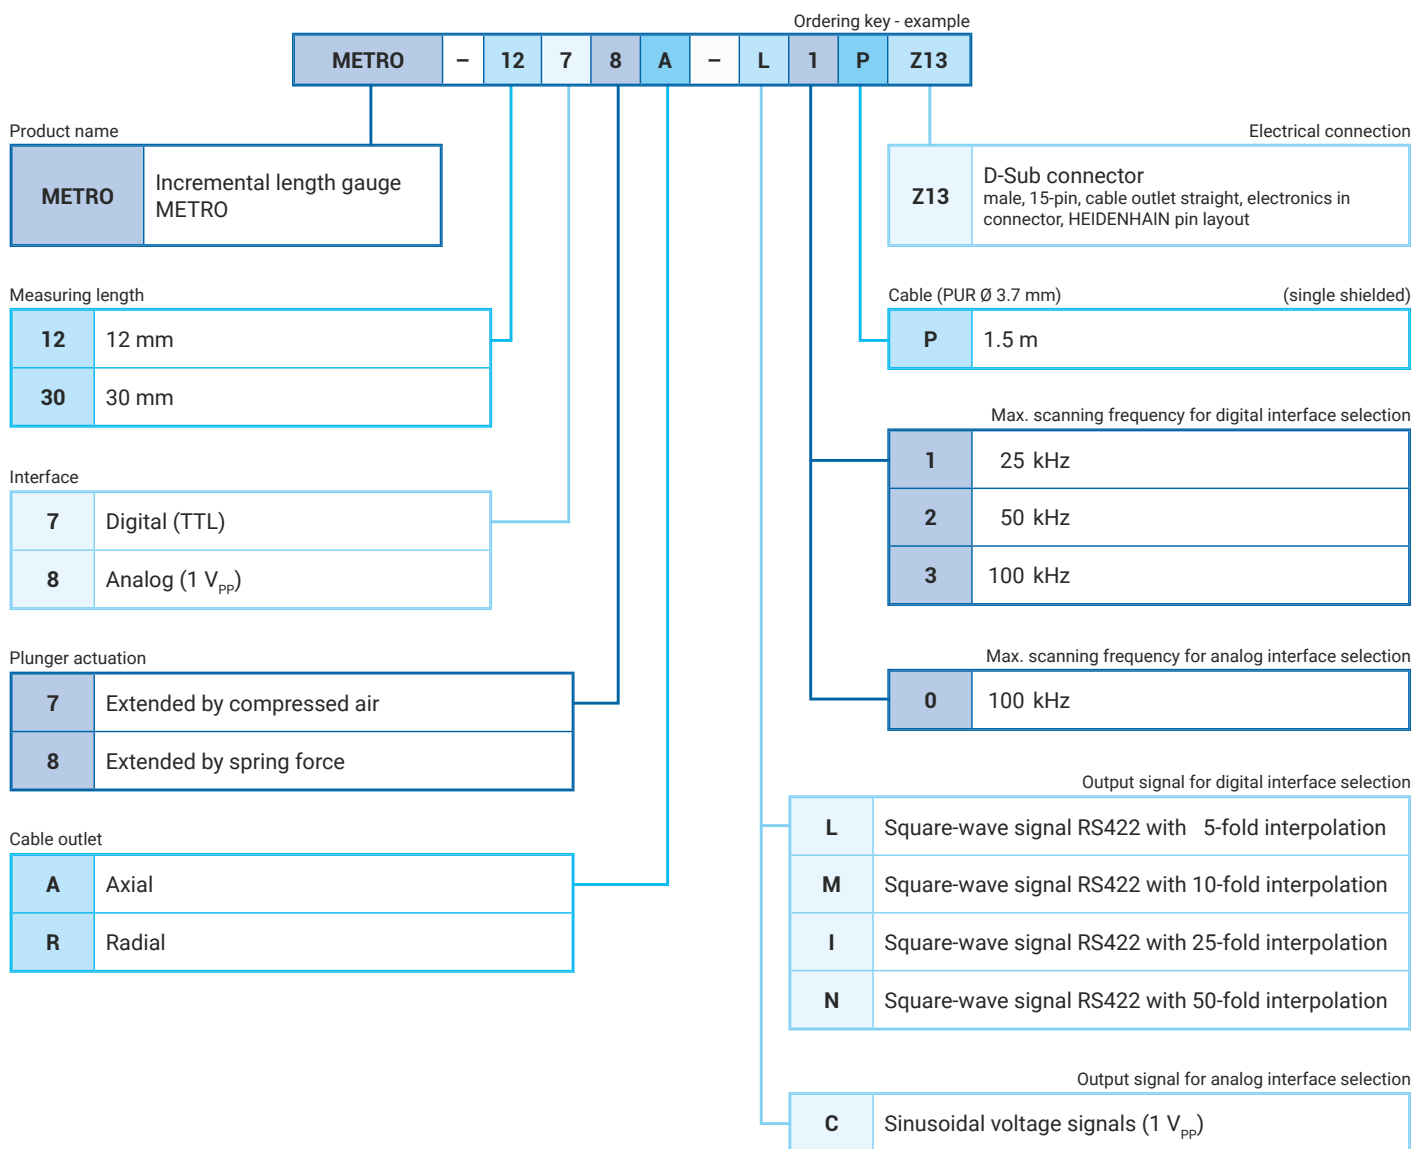 Ordering key - example
METRO – 12 7 8 A – L 1 P Z13
Product name
METRO Incremental length gauge
METRO
Measuring length
12 12 mm
30 30 mm
Interface
7 Digital (TTL)
8 Analog (1 VPP)
Plunger actuation
7 Extended by compressed air
8 Extended by spring force
Cable outlet
A Axial
R Radial
Electrical connection
Z13 D-Sub connector
male, 15-pin, cable outlet straight, electronics in
connector, HEIDENHAIN pin layout
Cable (PUR Ø 3.7 mm) (single shielded)
P 1.5 m
Max. scanning frequency for digital interface selection
1 25 kHz
2 50 kHz
3 100 kHz
Max. scanning frequency for analog interface selection
0 100 kHz
Output signal for digital interface selection
L Square-wave signal RS422 with 5-fold interpolation
M Square-wave signal RS422 with 10-fold interpolation
I Square-wave signal RS422 with 25-fold interpolation
N Square-wave signal RS422 with 50-fold interpolation
Output signal for analog interface selection
C Sinusoidal voltage signals (1 VPP)